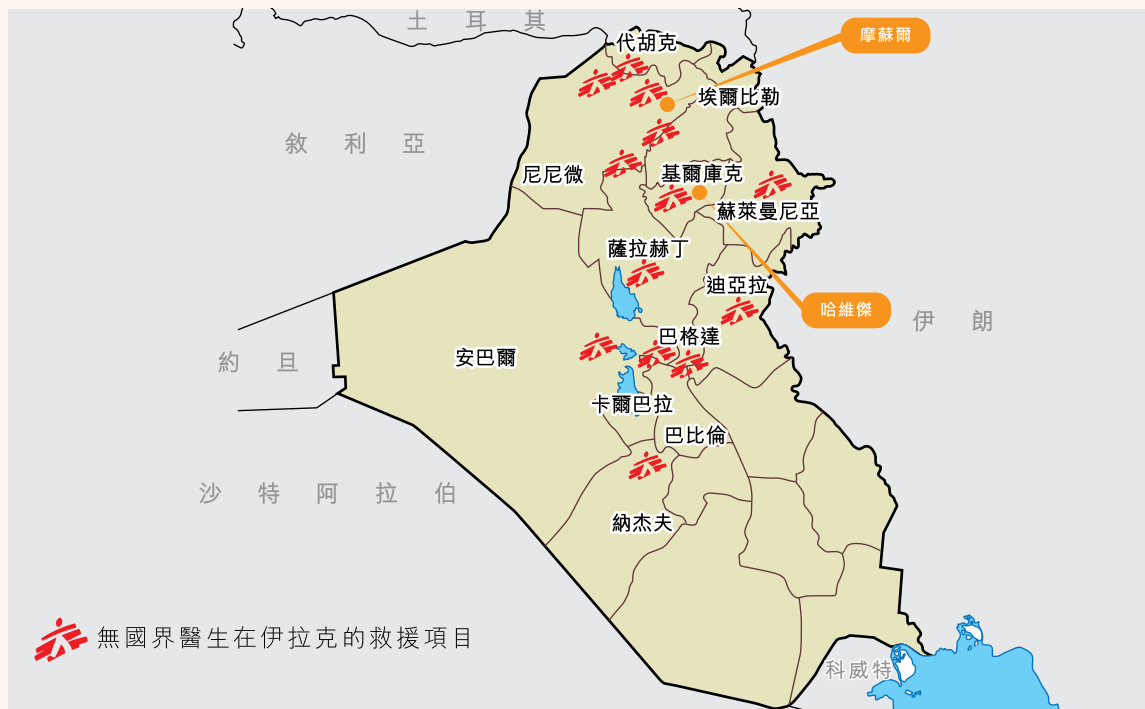 土耳其
代胡克
摩蘇爾
埃爾比勒
敘利亞
尼尼微
基爾庫克
蘇萊曼尼亞
薩拉赫丁
迪亞拉
哈維傑
伊朗
巴格達
約旦
安巴爾
卡爾巴拉
巴比倫
沙特阿拉伯
納杰夫
無國界醫生在伊拉克的救援項目
科威特